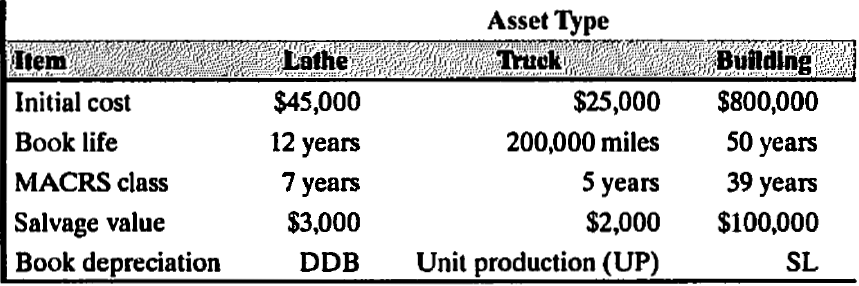 Asset Type
Item Lathe Truck Building
Initial cost $45,000 $25,000 $800,000
Book life 12 years 200,000 miles 50 years
MACRS class 7 years 5 years 39 years
Salvage value $3,000 $2,000 $100,000
Book depreciation DDB Unit production (UP) SL